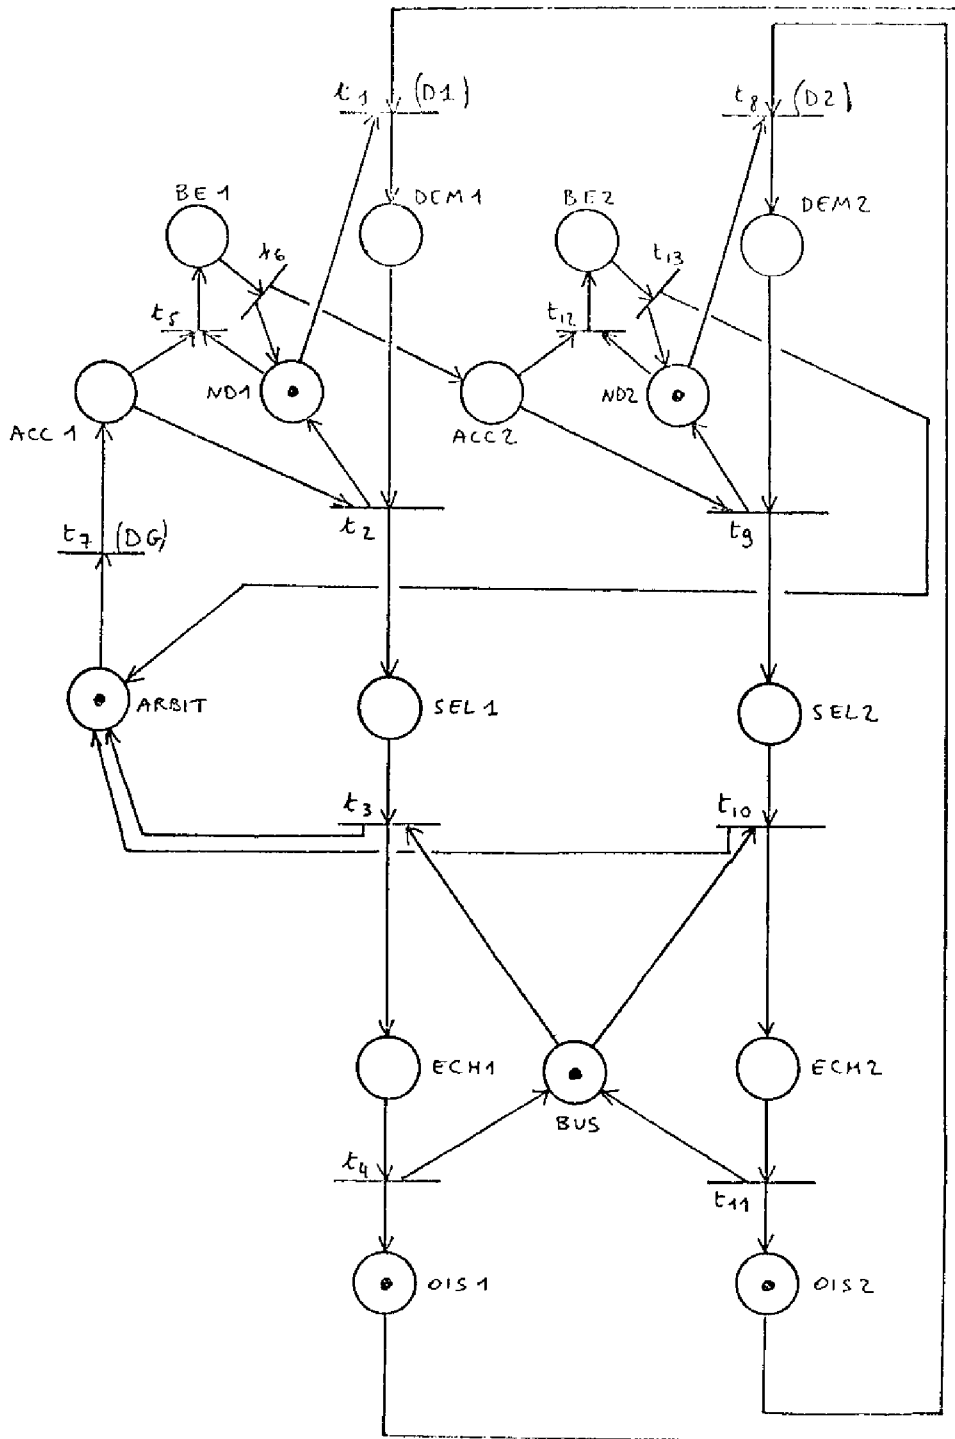 t1 (D1)
t8 (D2)
BE1
DEM1
BE2
DEM2
t6
t13
t5
t12
ND1
ND2
ACC1
ACC2
t2
t9
t7 (DG)
ARBIT
SEL1
SEL2
t3
t10
ECH1
ECH2
BUS
t4
t11
OIS1
OIS2